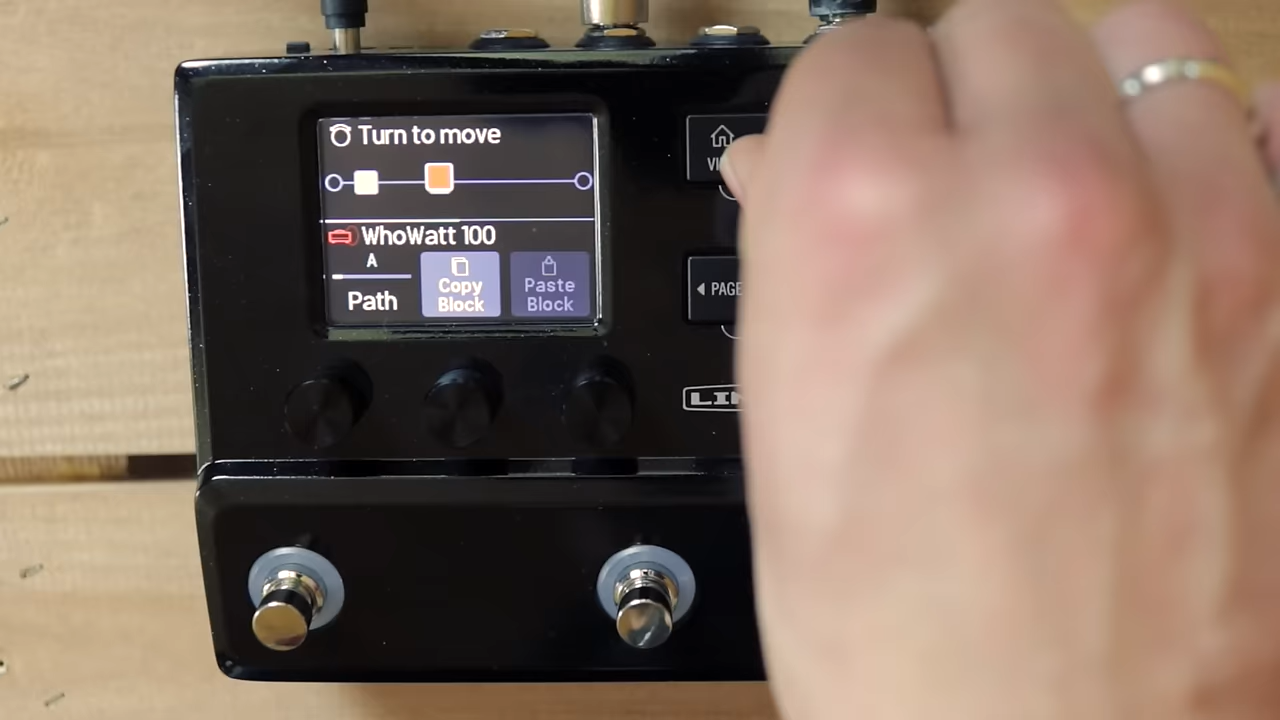 Turn to move
WhoWatt 100
A
Path
Copy
Block
Paste
Block
PAGE